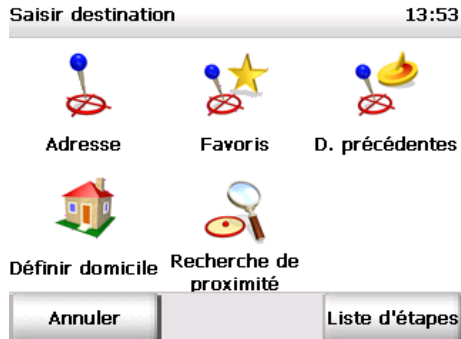 Saisir destination 13:53
Adresse Favoris D. précédentes
Définir domicile Recherche de
proximité
Annuler Liste d'étapes